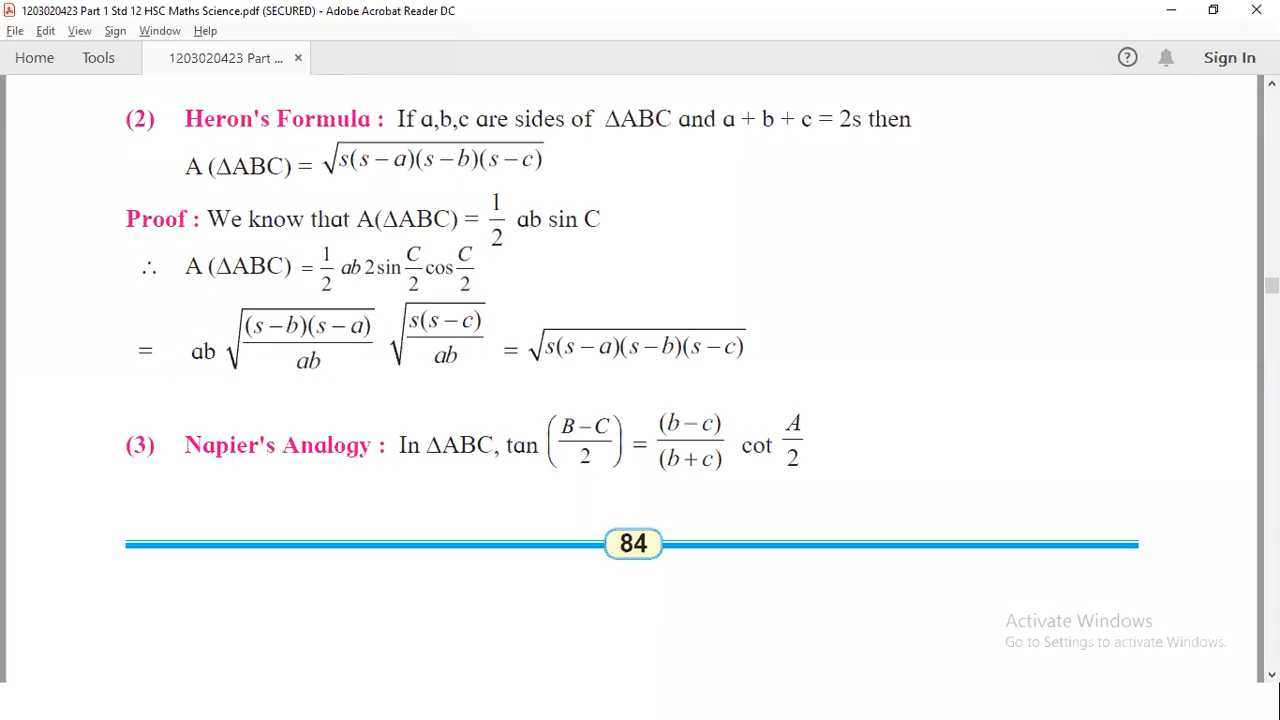 1203020423 Part 1 Std 12 HSC Maths Science.pdf (SECURED) - Adobe Acrobat Reader DC
File Edit View Sign Window Help
Home Tools 1203020423 Part ... × ? Sign In
(2) Heron's Formula : If a,b,c are sides of ΔABC and a + b + c = 2s then
A (ΔABC) = √(s(s − a)(s − b)(s − c))
Proof : We know that A(ΔABC) = 1/2 ab sin C
∴ A (ΔABC) = 1/2 ab 2 sin C/2 cos C/2
= ab √((s − b)(s − a)/ab) √(s(s − c)/ab) = √(s(s − a)(s − b)(s − c))
(3) Napier's Analogy : In ΔABC, tan ((B − C)/2) = (b − c)/(b + c) cot A/2
84
Activate Windows
Go to Settings to activate Windows.